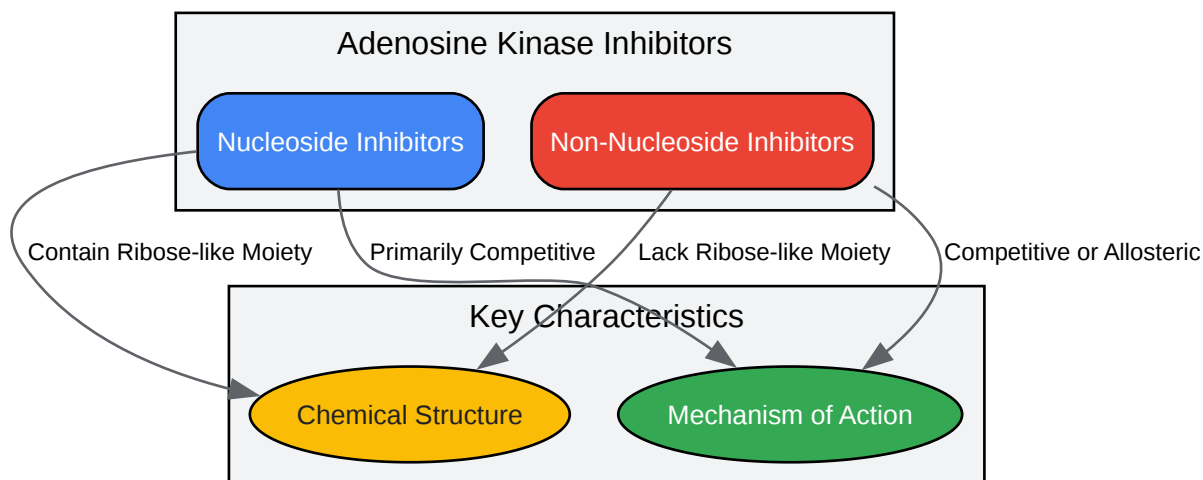 Adenosine Kinase Inhibitors
Nucleoside Inhibitors
Non-Nucleoside Inhibitors
Contain Ribose-like Moiety
Primarily Competitive
Lack Ribose-like Moiety
Competitive or Allosteric
Key Characteristics
Chemical Structure
Mechanism of Action